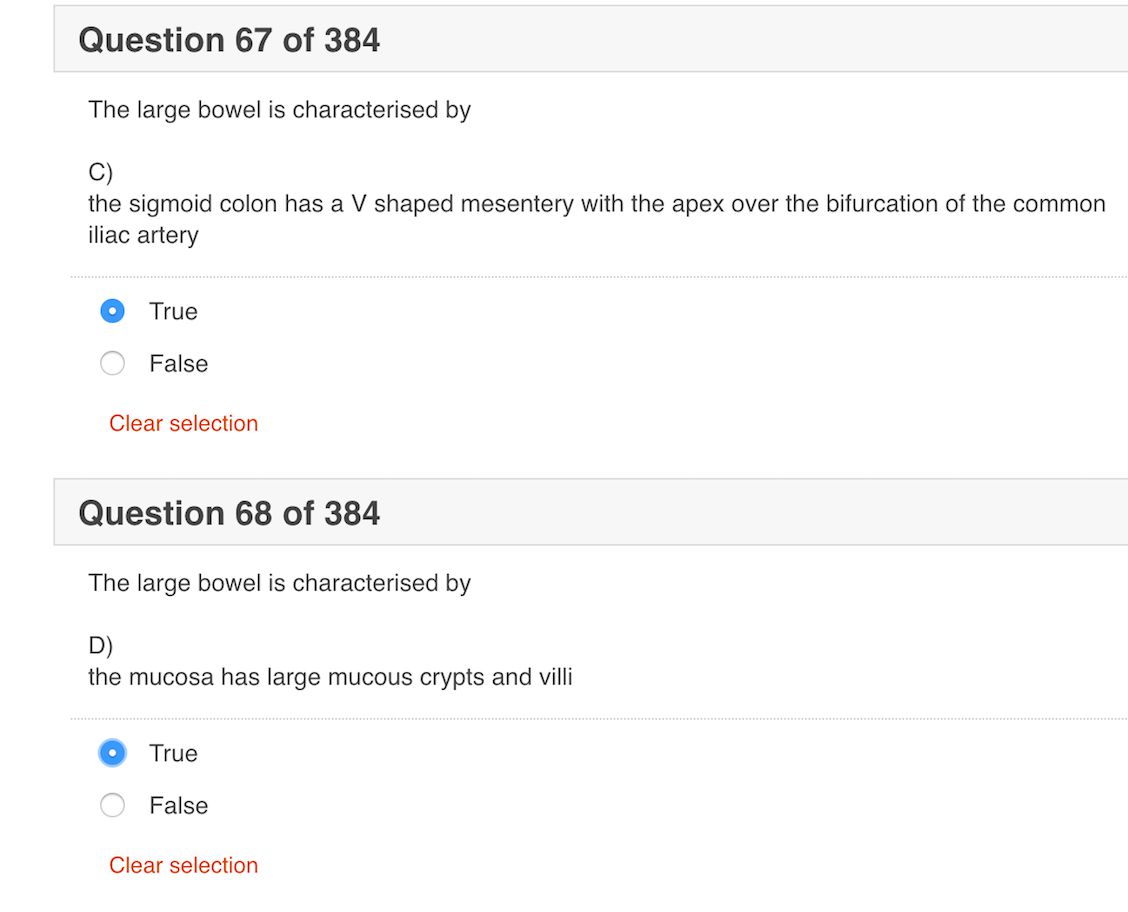 Question 67 of 384
The large bowel is characterised by
C)
the sigmoid colon has a V shaped mesentery with the apex over the bifurcation of the common
iliac artery
True
False
Clear selection
Question 68 of 384
The large bowel is characterised by
D)
the mucosa has large mucous crypts and villi
True
False
Clear selection